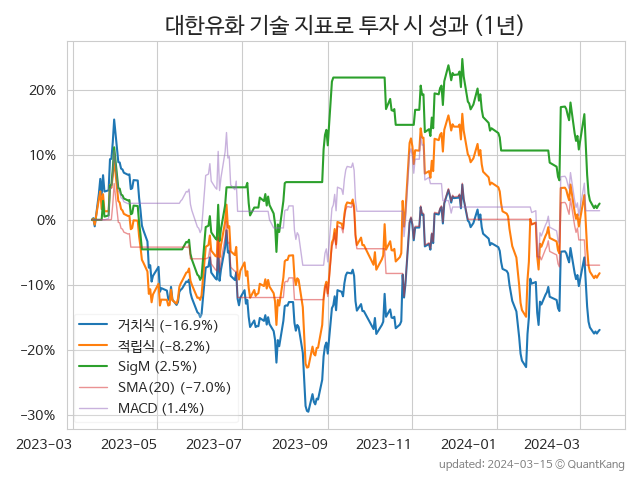 대한유화 기술 지표로 투자 시 성과 (1년)
20%
10%
0%
−10%
−20%
−30%
거치식 (−16.9%)
적립식 (−8.2%)
SigM (2.5%)
SMA(20) (−7.0%)
MACD (1.4%)
2023-03
2023-05
2023-07
2023-09
2023-11
2024-01
2024-03
updated: 2024-03-15 ⓒ QuantKang